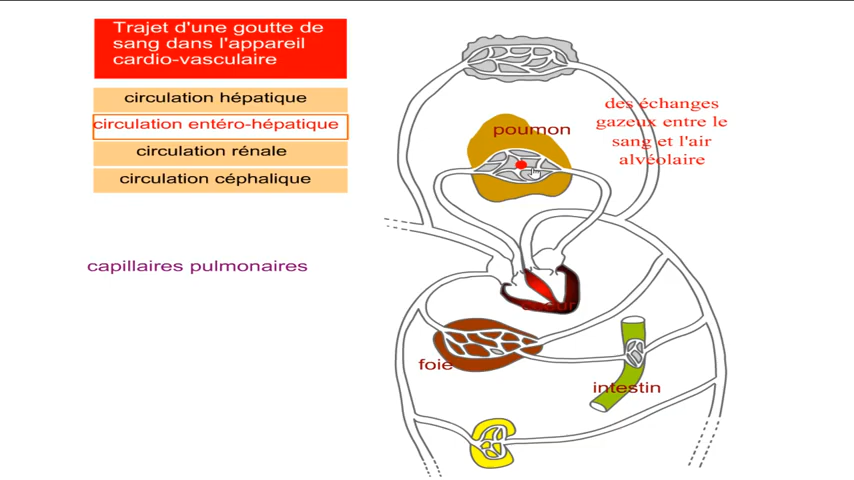 Trajet d'une goutte de
sang dans l'appareil
cardio-vasculaire
circulation hépatique
circulation entéro-hépatique
circulation rénale
circulation céphalique
capillaires pulmonaires
poumon
des échanges
gazeux entre le
sang et l'air
alvéolaire
foie
intestin